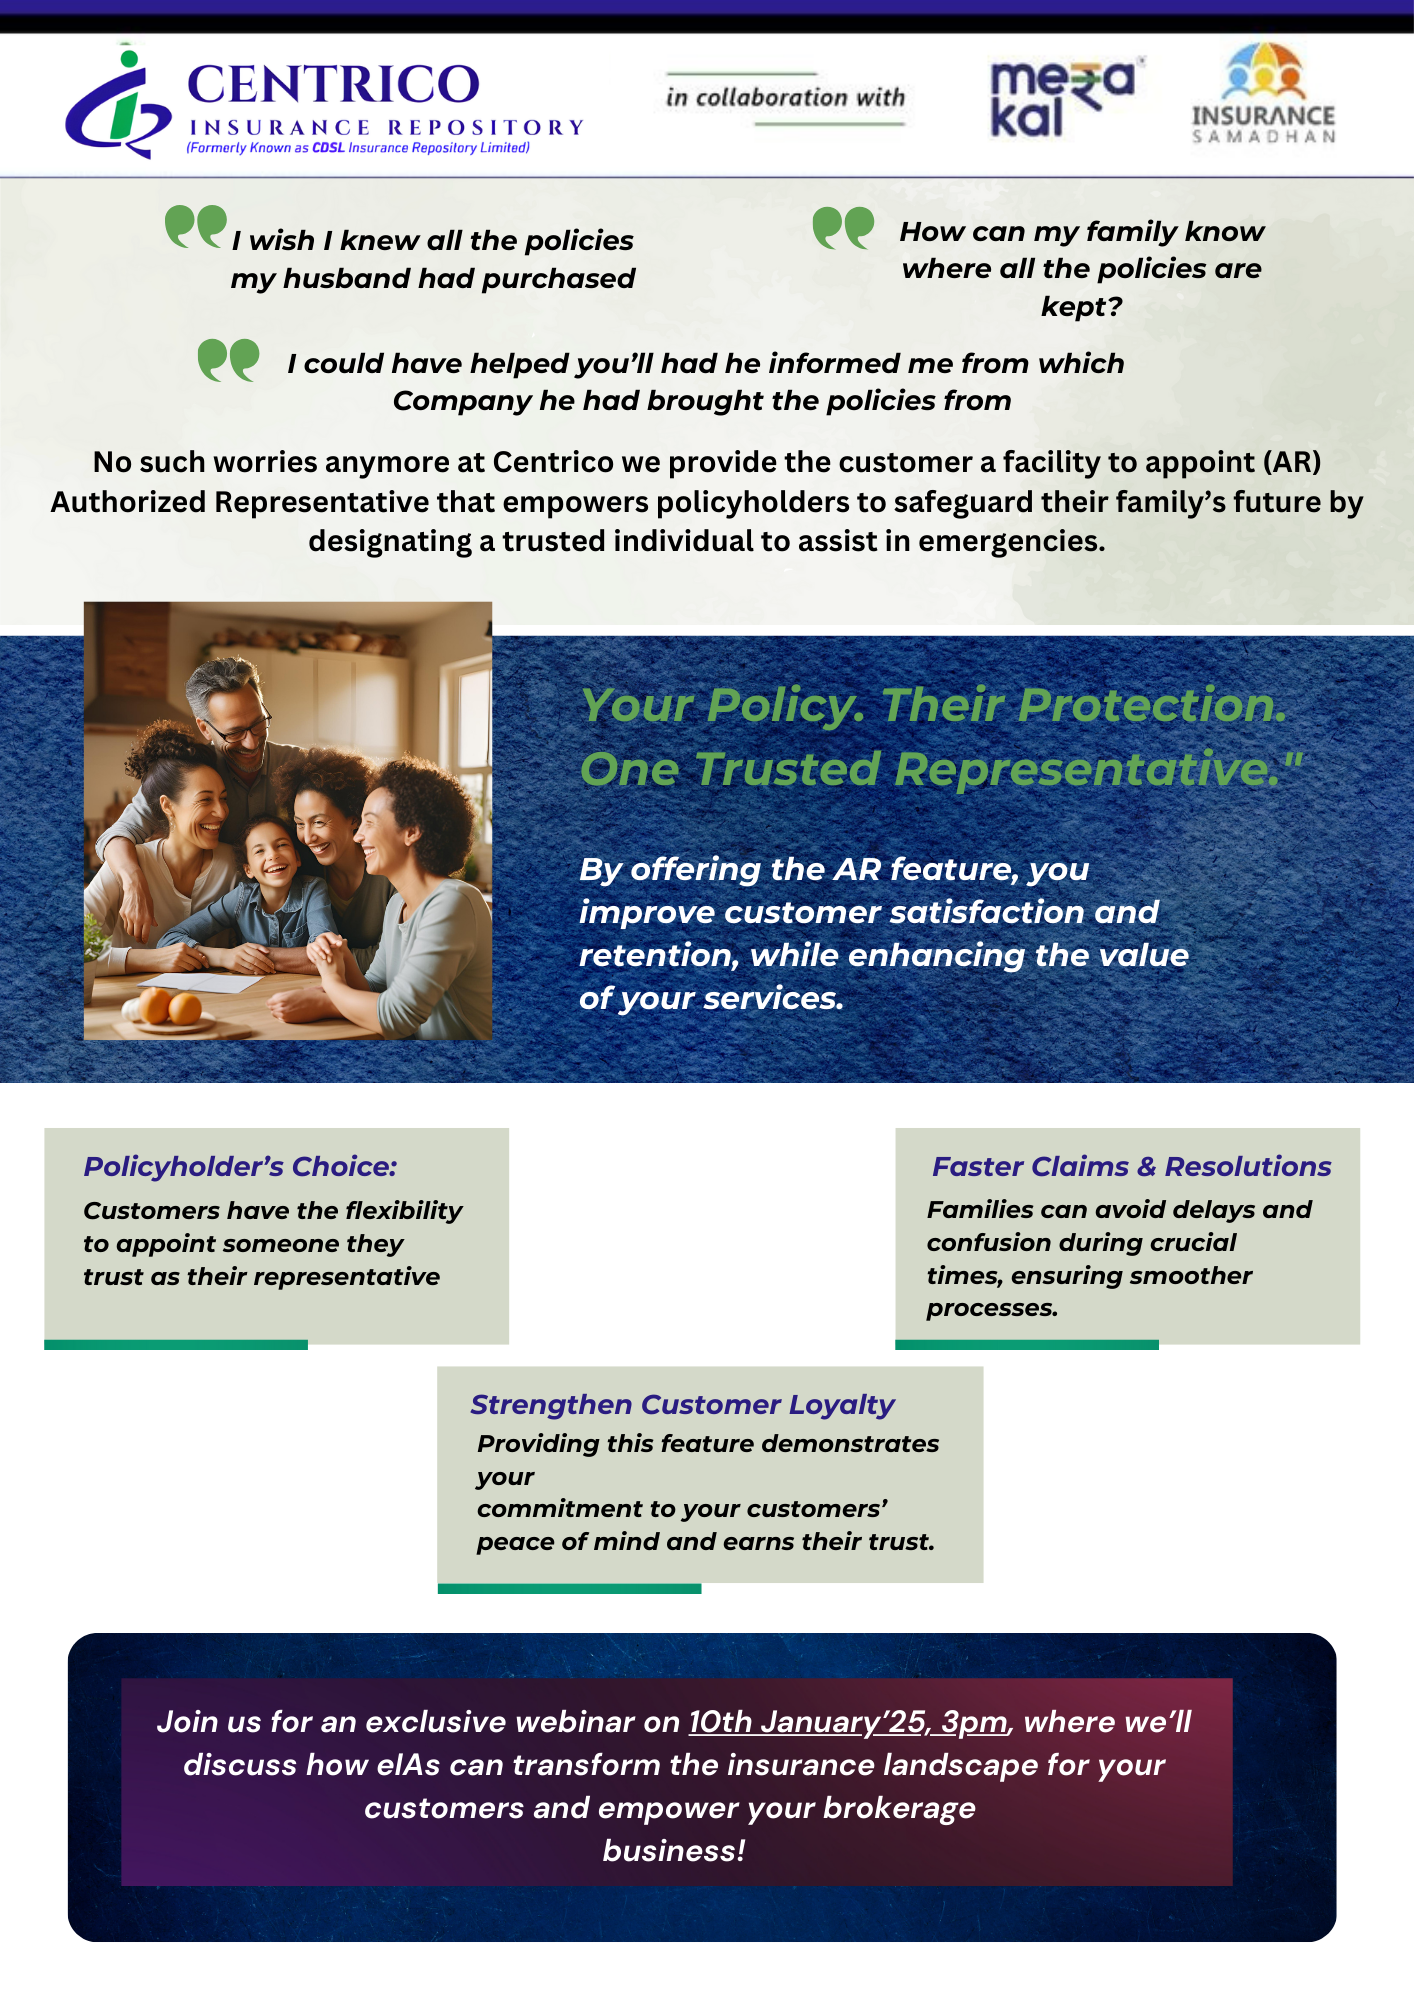 CENTRICO
INSURANCE REPOSITORY
(Formerly Known as CDSL Insurance Repository Limited)
in collaboration with
mera
kal
INSURANCE
SAMADHAN
I wish I knew all the policies
my husband had purchased
How can my family know
where all the policies are
kept?
I could have helped you’ll had he informed me from which
Company he had brought the policies from
No such worries anymore at Centrico we provide the customer a facility to appoint (AR)
Authorized Representative that empowers policyholders to safeguard their family’s future by
designating a trusted individual to assist in emergencies.
Your Policy. Their Protection.
One Trusted Representative."
By offering the AR feature, you
improve customer satisfaction and
retention, while enhancing the value
of your services.
Policyholder’s Choice:
Customers have the flexibility
to appoint someone they
trust as their representative
Faster Claims & Resolutions
Families can avoid delays and
confusion during crucial
times, ensuring smoother
processes.
Strengthen Customer Loyalty
Providing this feature demonstrates
your
commitment to your customers’
peace of mind and earns their trust.
Join us for an exclusive webinar on 10th January’25, 3pm, where we’ll
discuss how eIAs can transform the insurance landscape for your
customers and empower your brokerage
business!